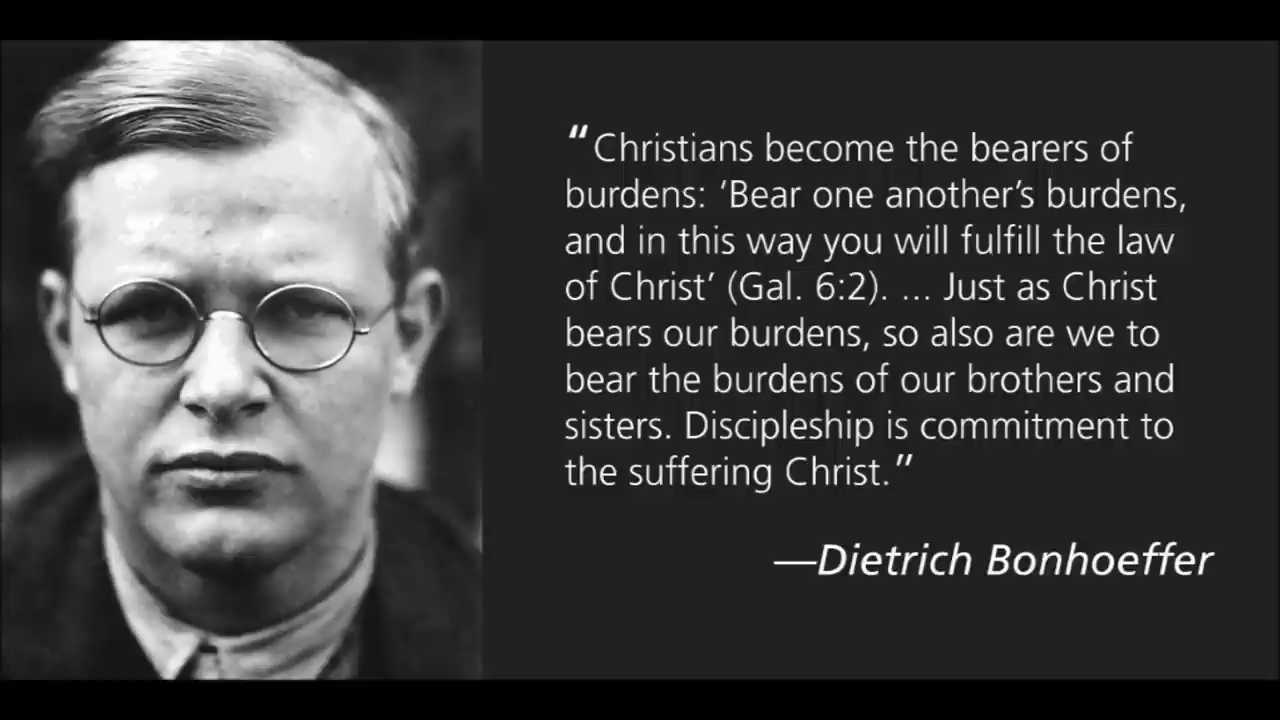 “Christians become the bearers of
burdens: ‘Bear one another’s burdens,
and in this way you will fulfill the law
of Christ’ (Gal. 6:2). ... Just as Christ
bears our burdens, so also are we to
bear the burdens of our brothers and
sisters. Discipleship is commitment to
the suffering Christ.”
—Dietrich Bonhoeffer